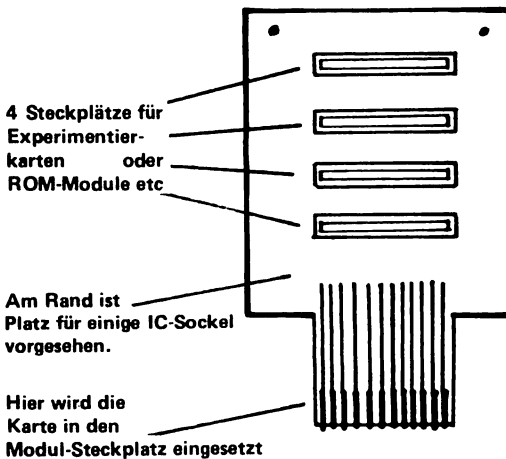 4 Steckplätze für
Experimentier-
karten oder
ROM-Module etc
Am Rand ist
Platz für einige IC-Sockel
vorgesehen.
Hier wird die
Karte in den
Modul-Steckplatz eingesetzt